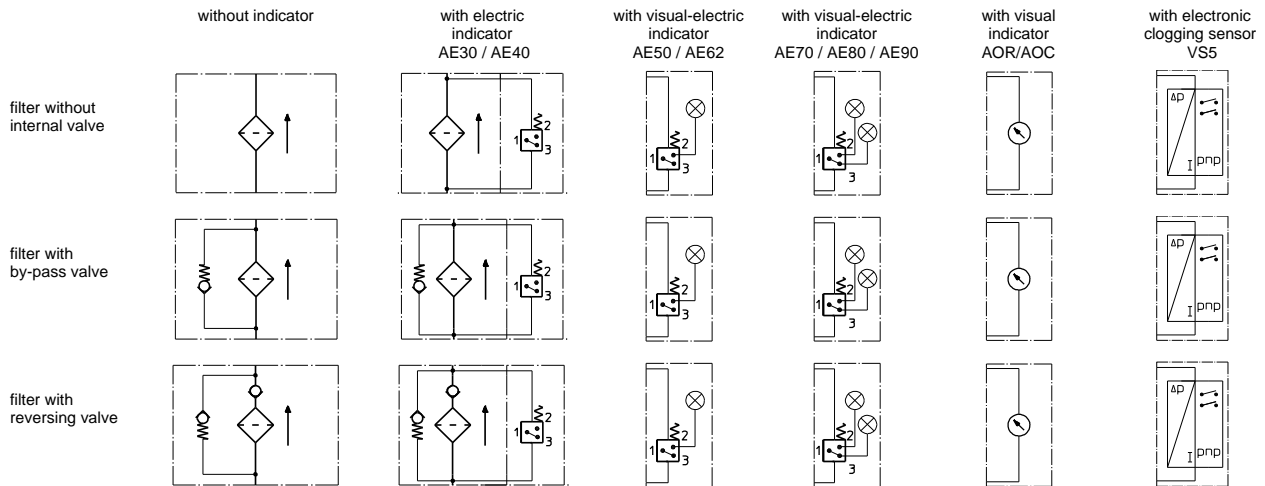 without indicator
with electric
indicator
AE30 / AE40
with visual-electric
indicator
AE50 / AE62
with visual-electric
indicator
AE70 / AE80 / AE90
with visual
indicator
AOR/AOC
with electronic
clogging sensor
VS5
filter without
internal valve
1 2 3
1 2 3
1 2 3
Δp
I pnp
filter with
by-pass valve
1 2 3
1 2 3
1 2 3
Δp
I pnp
filter with
reversing valve
1 2 3
1 2 3
1 2 3
Δp
I pnp